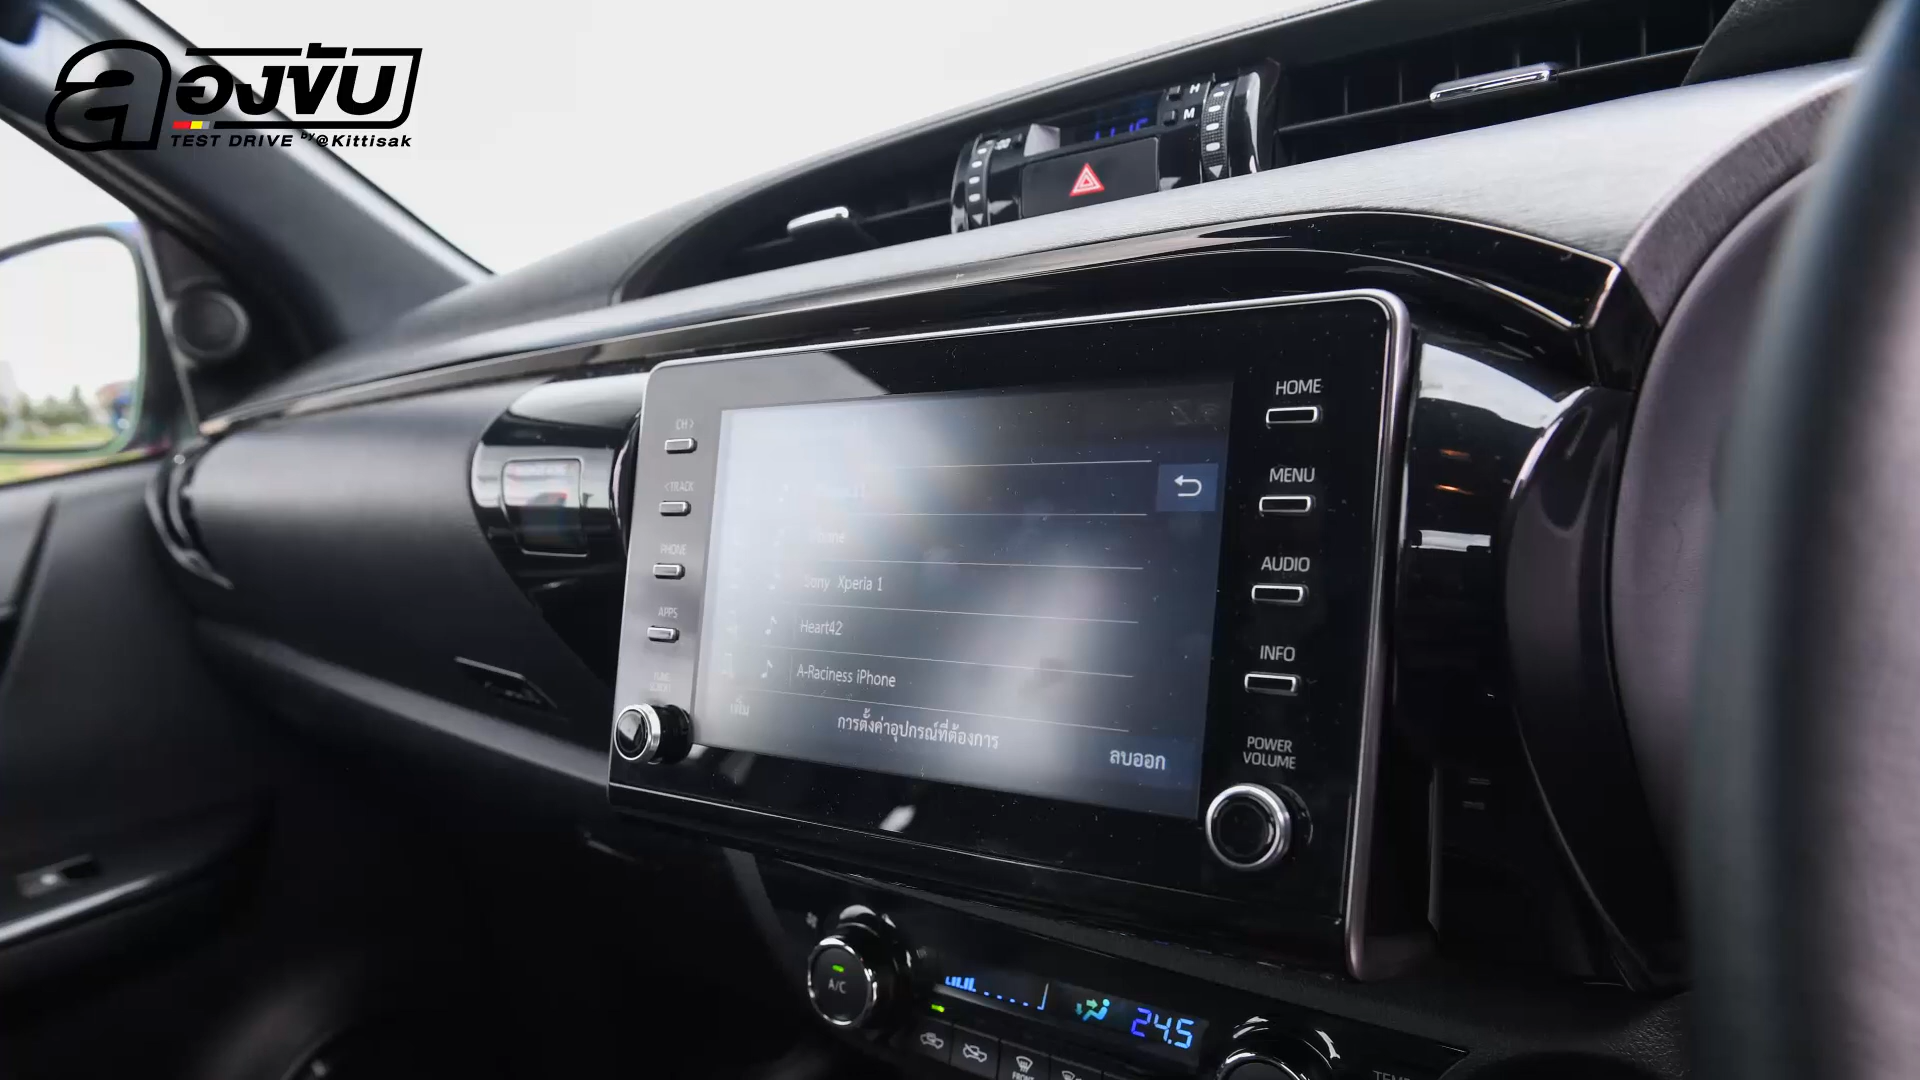 ลองขับ
TEST DRIVE by @Kittisak
H
M
CH >
HOME
< TRACK
MENU
PHONE
Sony Xperia 1
AUDIO
APPS
Heart42
INFO
A-Raciness iPhone
การตั้งค่าอุปกรณ์ที่ต้องการ
ลบออก
POWER
VOLUME
A/C
24.5
FRONT